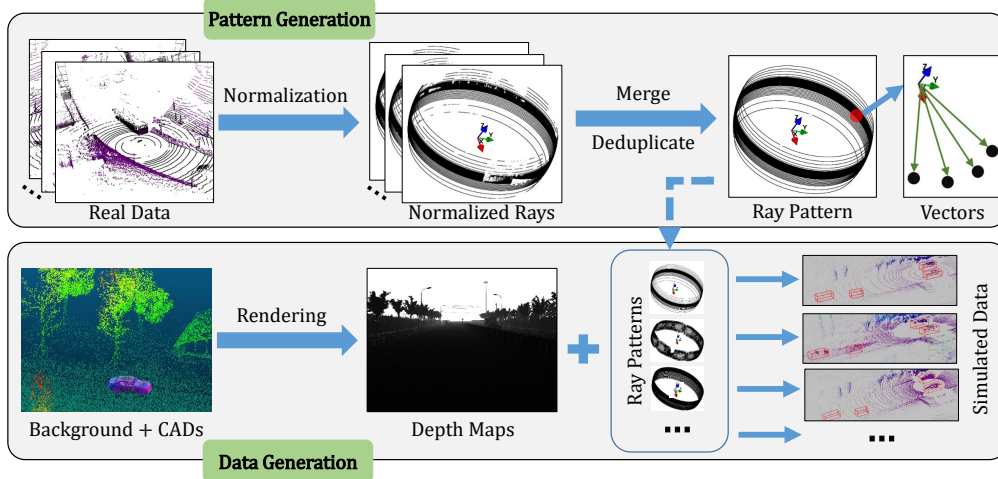 Pattern Generation
Normalization
Merge
Deduplicate
Z
Y
X
Z
Y
X
Z
Y
...
...
Real Data
Normalized Rays
Ray Pattern
Vectors
Rendering
+
Ray Patterns
Simulated Data
Background + CADs
Depth Maps
...
...
Data Generation